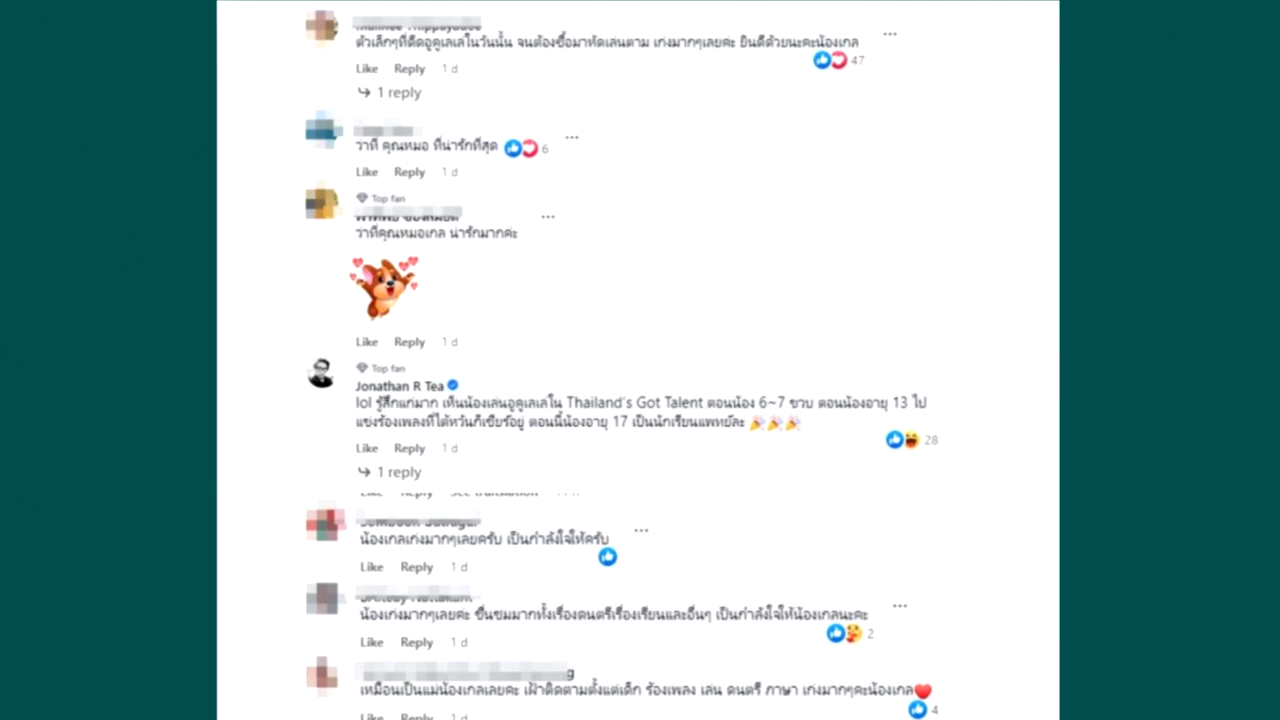 ตัวเล็กๆที่ดีดอูคูเลเลในวันนั้น จนต้องซื้อมาหัดเล่นตาม เก่งมากๆเลยค่ะ ยินดีด้วยนะคะน้องเกล
47
Like Reply 1 d
1 reply
ว่าที่ คุณหมอ ที่น่ารักที่สุด 6
Like Reply 1 d
Top fan
ว่าที่คุณหมอเกล น่ารักมากค่ะ
Like Reply 1 d
Top fan
Jonathan R Tea
lol รู้สึกแก่มาก เห็นน้องเล่นอูคูเลเลใน Thailand's Got Talent ตอนน้อง 6~7 ขวบ ตอนน้องอายุ 13 ไป
แข่งร้องเพลงที่ไต้หวันก็เชียร์อยู่ ตอนนี้น้องอายุ 17 เป็นนักเรียนแพทย์ละ 🎉🎉🎉
28
Like Reply 1 d
1 reply
น้องเกลเก่งมากๆเลยครับ เป็นกำลังใจให้ครับ
Like Reply 1 d
น้องเก่งมากๆเลยค่ะ ชื่นชมมากทั้งเรื่องดนตรีเรื่องเรียนและอื่นๆ เป็นกำลังใจให้น้องเกลนะคะ
2
Like Reply 1 d
เหมือนเป็นแม่น้องเกลเลยค่ะ เฝ้าติดตามตั้งแต่เด็ก ร้องเพลง เล่น ดนตรี ภาษา เก่งมากๆค่ะน้องเกล❤️
4
Like Reply 1 d